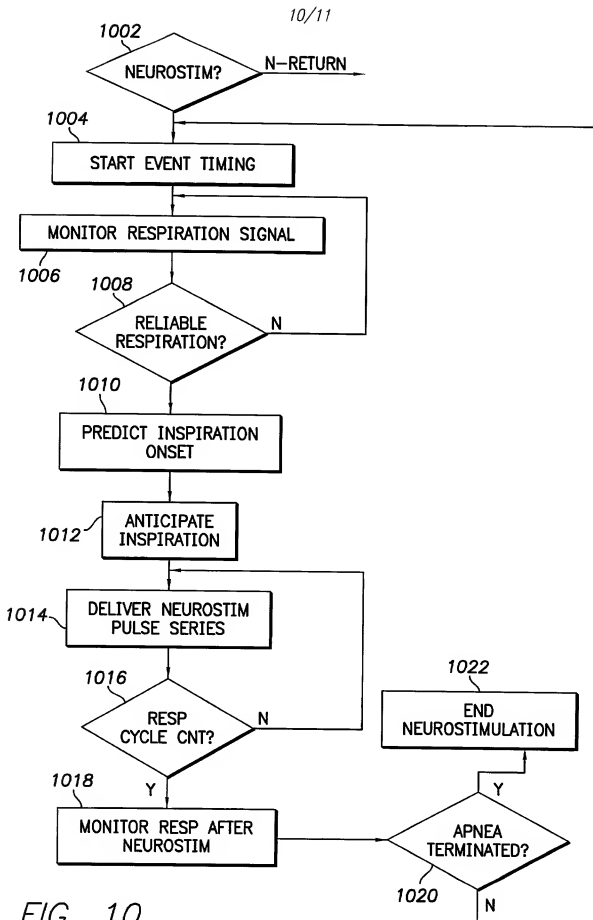 10/11
1002
NEUROSTIM?
N-RETURN
1004
START EVENT TIMING
MONITOR RESPIRATION SIGNAL
1006
1008
RELIABLE
RESPIRATION?
N
1010
PREDICT INSPIRATION
ONSET
1012
ANTICIPATE
INSPIRATION
1014
DELIVER NEUROSTIM
PULSE SERIES
1016
RESP
CYCLE CNT?
N
Y
1018
MONITOR RESP AFTER
NEUROSTIM
1022
END
NEUROSTIMULATION
Y
APNEA
TERMINATED?
1020
N
FIG. 10